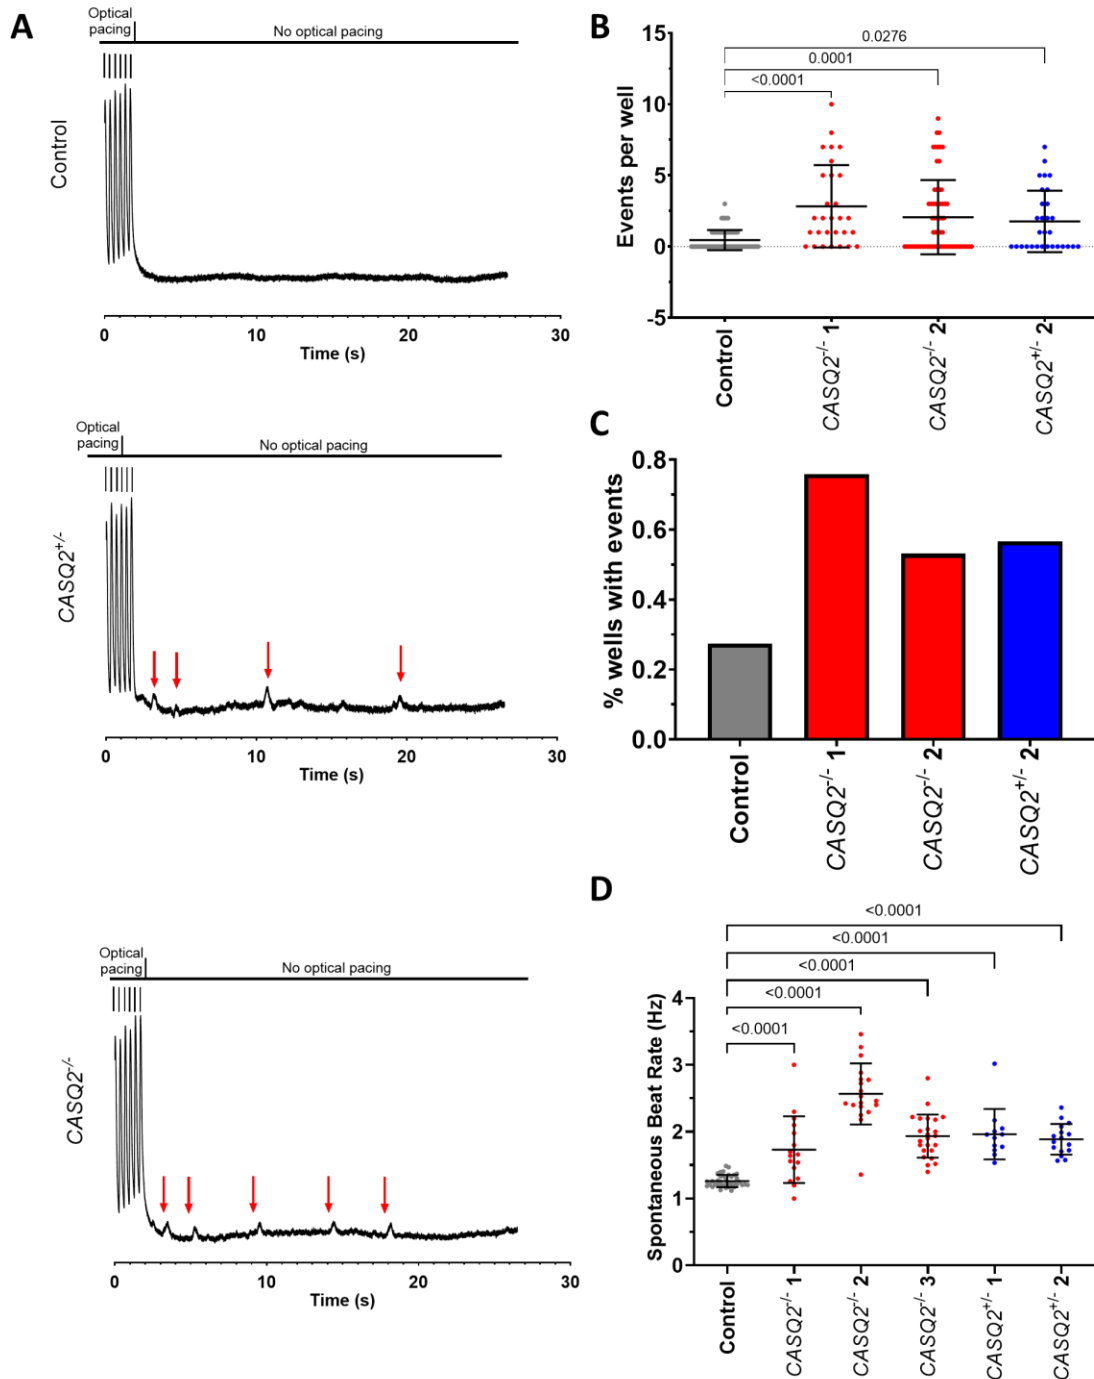 A
Optical
pacing
No optical pacing
Control
0 10 20 30
Time (s)
Optical
pacing
No optical pacing
CASQ2+/-
0 10 20 30
Time (s)
Optical
pacing
No optical pacing
CASQ2-/-
0 10 20 30
Time (s)
B
Events per well
15
10
5
0
-5
0.0276
0.0001
<0.0001
Control
CASQ2-/- 1
CASQ2-/- 2
CASQ2+/- 2
C
% wells with events
0.8
0.6
0.4
0.2
0.0
Control
CASQ2-/- 1
CASQ2-/- 2
CASQ2+/- 2
D
Spontaneous Beat Rate (Hz)
4
3
2
1
0
<0.0001
<0.0001
<0.0001
<0.0001
<0.0001
Control
CASQ2-/- 1
CASQ2-/- 2
CASQ2-/- 3
CASQ2+/- 1
CASQ2+/- 2